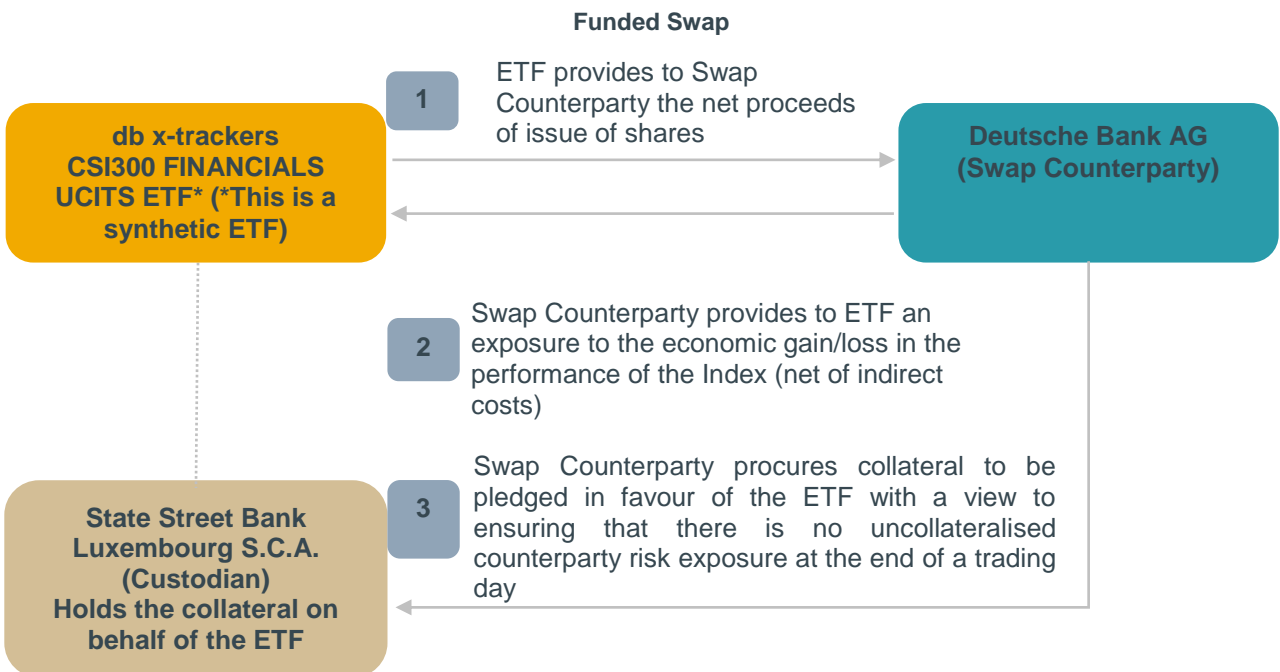 Funded Swap
1
ETF provides to Swap
Counterparty the net proceeds
of issue of shares
db x-trackers
CSI300 FINANCIALS
UCITS ETF* (*This is a
synthetic ETF)
Deutsche Bank AG
(Swap Counterparty)
2
Swap Counterparty provides to ETF an
exposure to the economic gain/loss in the
performance of the Index (net of indirect
costs)
3
Swap Counterparty procures collateral to be
pledged in favour of the ETF with a view to
ensuring that there is no uncollateralised
counterparty risk exposure at the end of a trading
day
State Street Bank
Luxembourg S.C.A.
(Custodian)
Holds the collateral on
behalf of the ETF